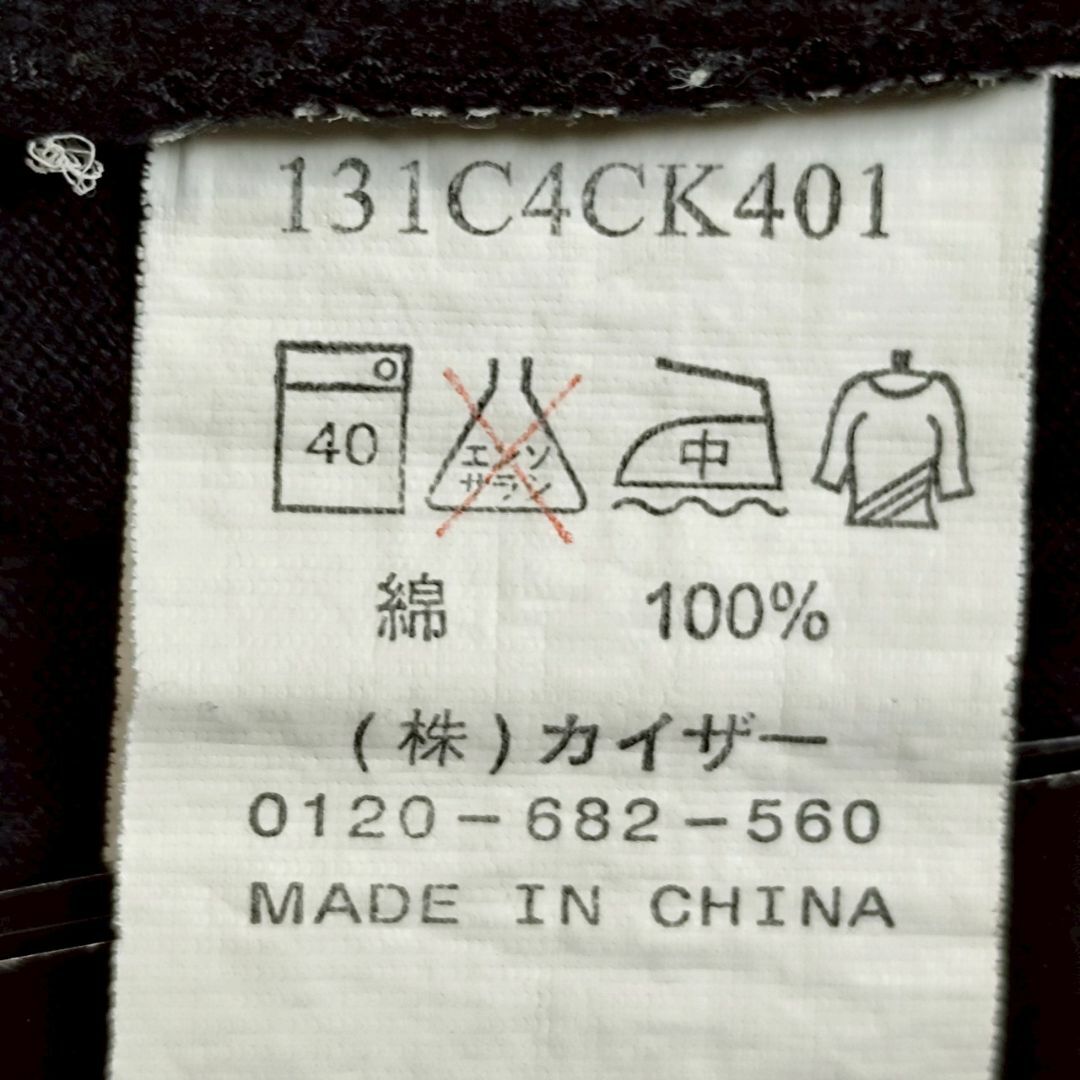 131C4CK401
40
エンソ
サラシ
中
綿 100%
(株)カイザー
0120-682-560
MADE IN CHINA